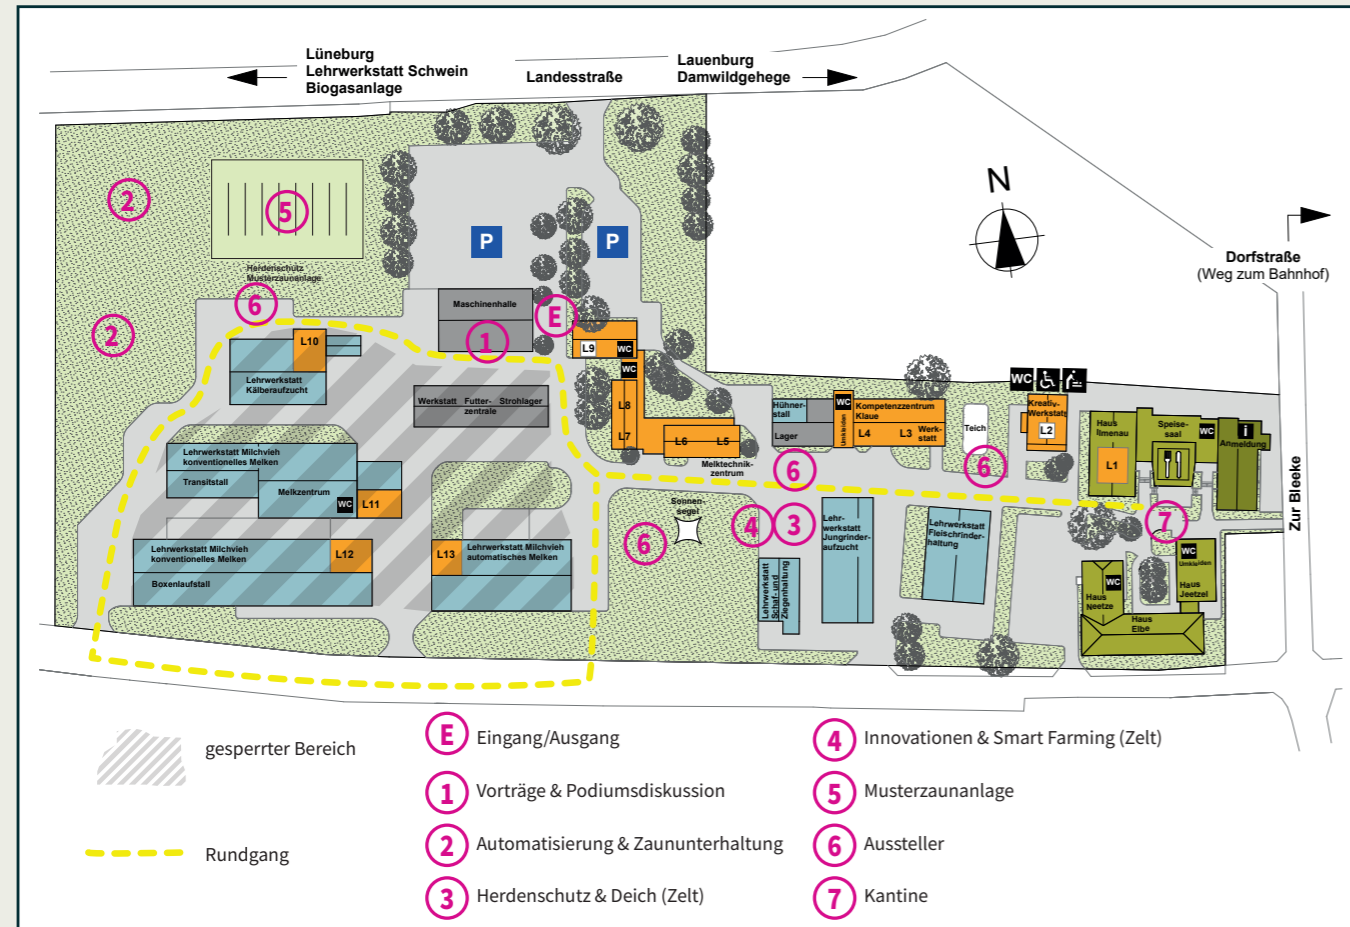 Lüneburg
Lehrwerkstatt Schwein
Biogasanlage
Landesstraße
Lauenburg
Damwildgehege
N
Dorfstraße
(Weg zum Bahnhof)
Zur Bleeke
2
5
Herdenschutz
Musterzaunanlage
6
2
P
P
Maschinenhalle
E
1
L9
WC
WC
L10
Lehrwerkstatt
Kälberaufzucht
Werkstatt
Futter-
zentrale
Strohlager
L8
L7
L6
L5
Melktechnik-
zentrum
Hühner-
stall
Lager
WC
Umkleiden
Kompetenzzentrum
Klaue
L4
L3
Werk-
statt
Teich
WC
Kreativ-
Werkstatt
L2
Haus
Ilmenau
L1
Speise-
saal
WC
i
Anmeldung
Lehrwerkstatt Milchvieh
konventionelles Melken
Transitstall
Melkzentrum
WC
L11
6
6
Sonnen-
segel
6
4
3
Lehr-
werkstatt
Jungrinder-
aufzucht
Lehrwerkstatt
Fleischrinder-
haltung
7
Lehrwerkstatt Milchvieh
konventionelles Melken
L12
Boxenlaufstall
L13
Lehrwerkstatt Milchvieh
automatisches Melken
Lehrwerkstatt
Schaf- und
Ziegenhaltung
WC
Umkleiden
Haus
Jeetzel
WC
Haus
Neetze
Haus
Elbe
gesperrter Bereich
Rundgang
E Eingang/Ausgang
1 Vorträge & Podiumsdiskussion
2 Automatisierung & Zaununterhaltung
3 Herdenschutz & Deich (Zelt)
4 Innovationen & Smart Farming (Zelt)
5 Musterzaunanlage
6 Aussteller
7 Kantine